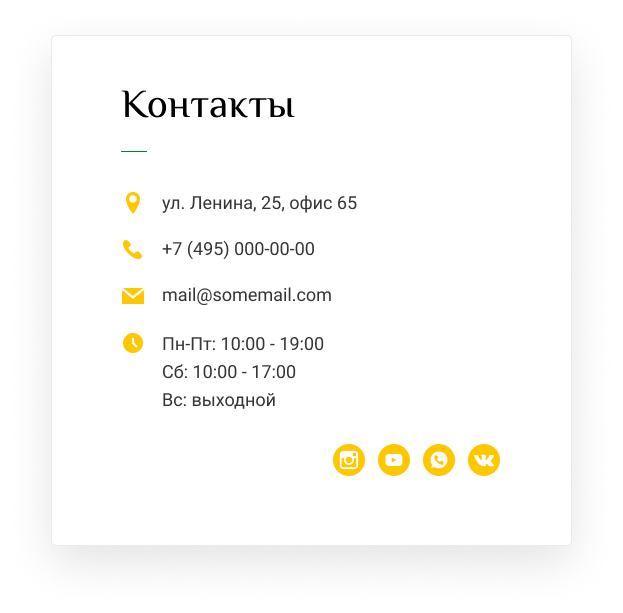 Контакты
ул. Ленина, 25, офис 65
+7 (495) 000-00-00
mail@somemail.com
Пн-Пт: 10:00 - 19:00
Сб: 10:00 - 17:00
Вс: выходной